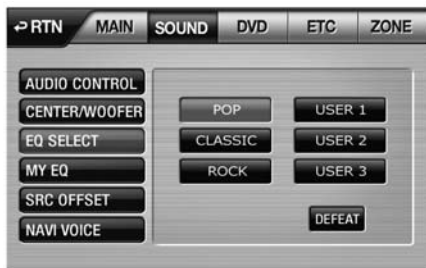 RTN MAIN SOUND DVD ETC ZONE
AUDIO CONTROL
CENTER/WOOFER
EQ SELECT
MY EQ
SRC OFFSET
NAVI VOICE
POP USER 1
CLASSIC USER 2
ROCK USER 3
DEFEAT